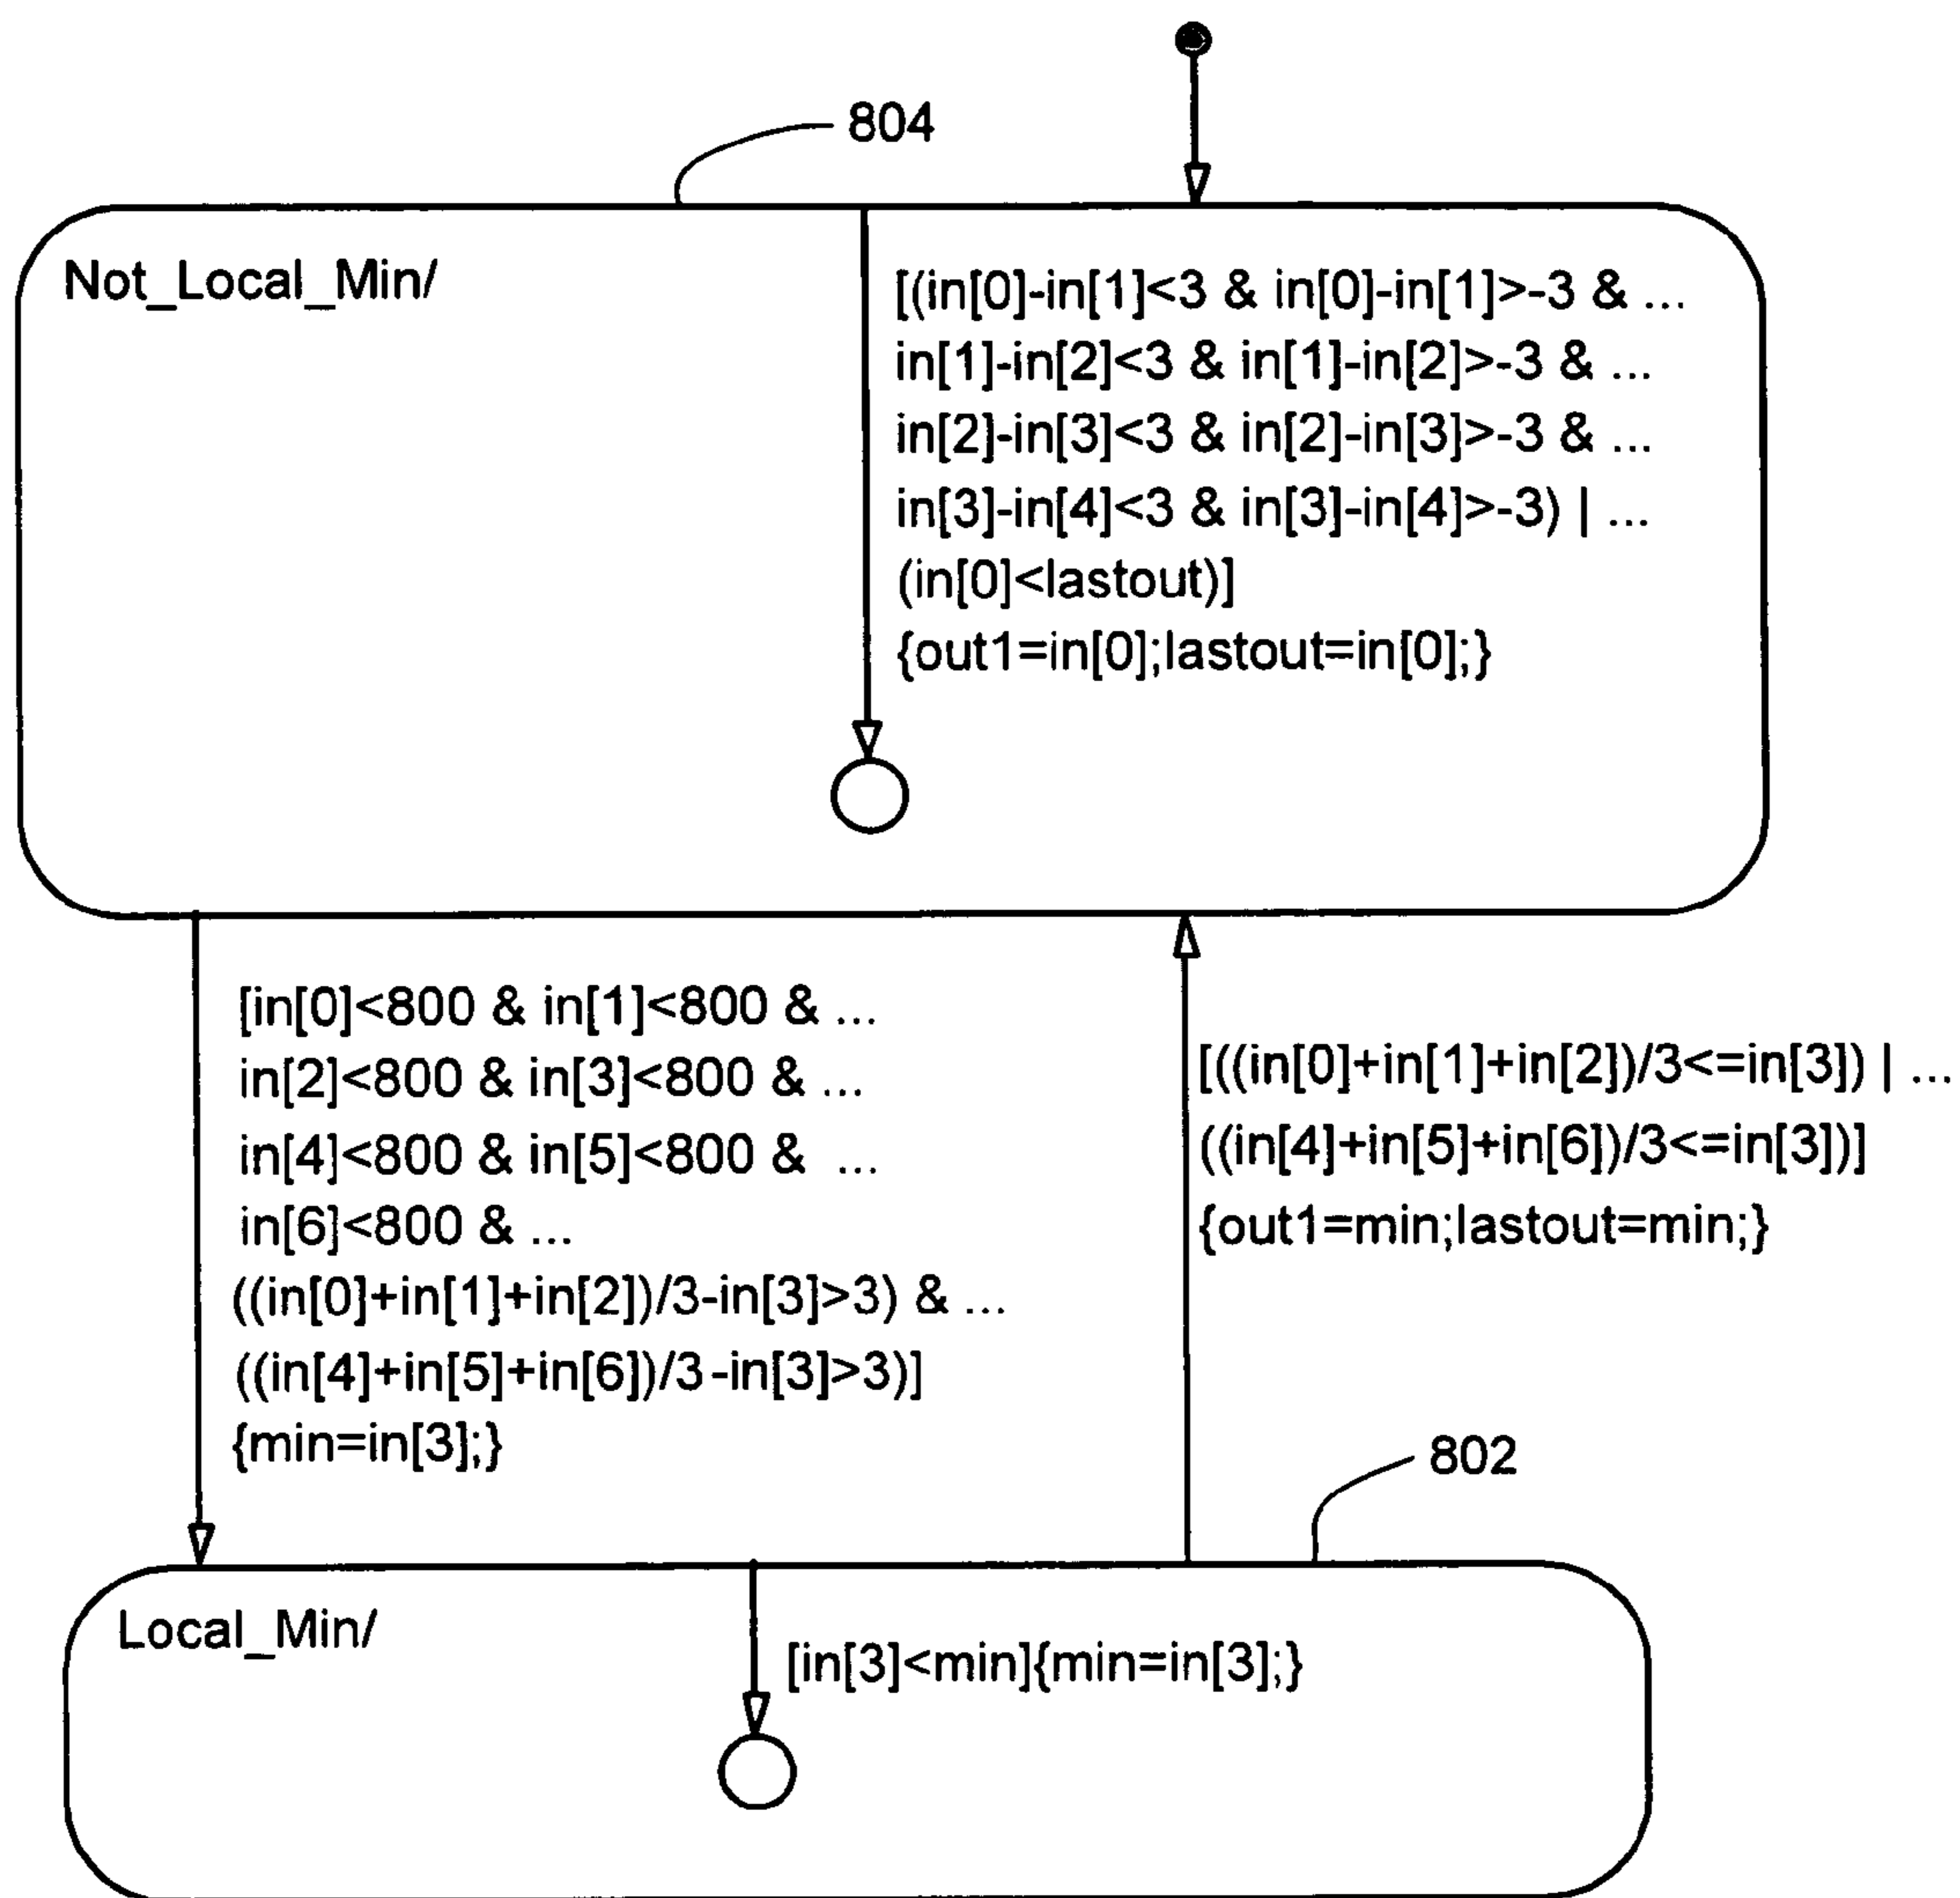 804
Not_Local_Min/
[(in[0]-in[1]<3 & in[0]-in[1]>-3 & ...
in[1]-in[2]<3 & in[1]-in[2]>-3 & ...
in[2]-in[3]<3 & in[2]-in[3]>-3 & ...
in[3]-in[4]<3 & in[3]-in[4]>-3) | ...
(in[0]<lastout)]
{out1=in[0];lastout=in[0];}
[in[0]<800 & in[1]<800 & ...
in[2]<800 & in[3]<800 & ...
in[4]<800 & in[5]<800 & ...
in[6]<800 & ...
((in[0]+in[1]+in[2])/3-in[3]>3) & ...
((in[4]+in[5]+in[6])/3-in[3]>3)]
{min=in[3];}
[((in[0]+in[1]+in[2])/3<=in[3]) | ...
((in[4]+in[5]+in[6])/3<=in[3])]
{out1=min;lastout=min;}
802
Local_Min/
[in[3]<min]{min=in[3];}